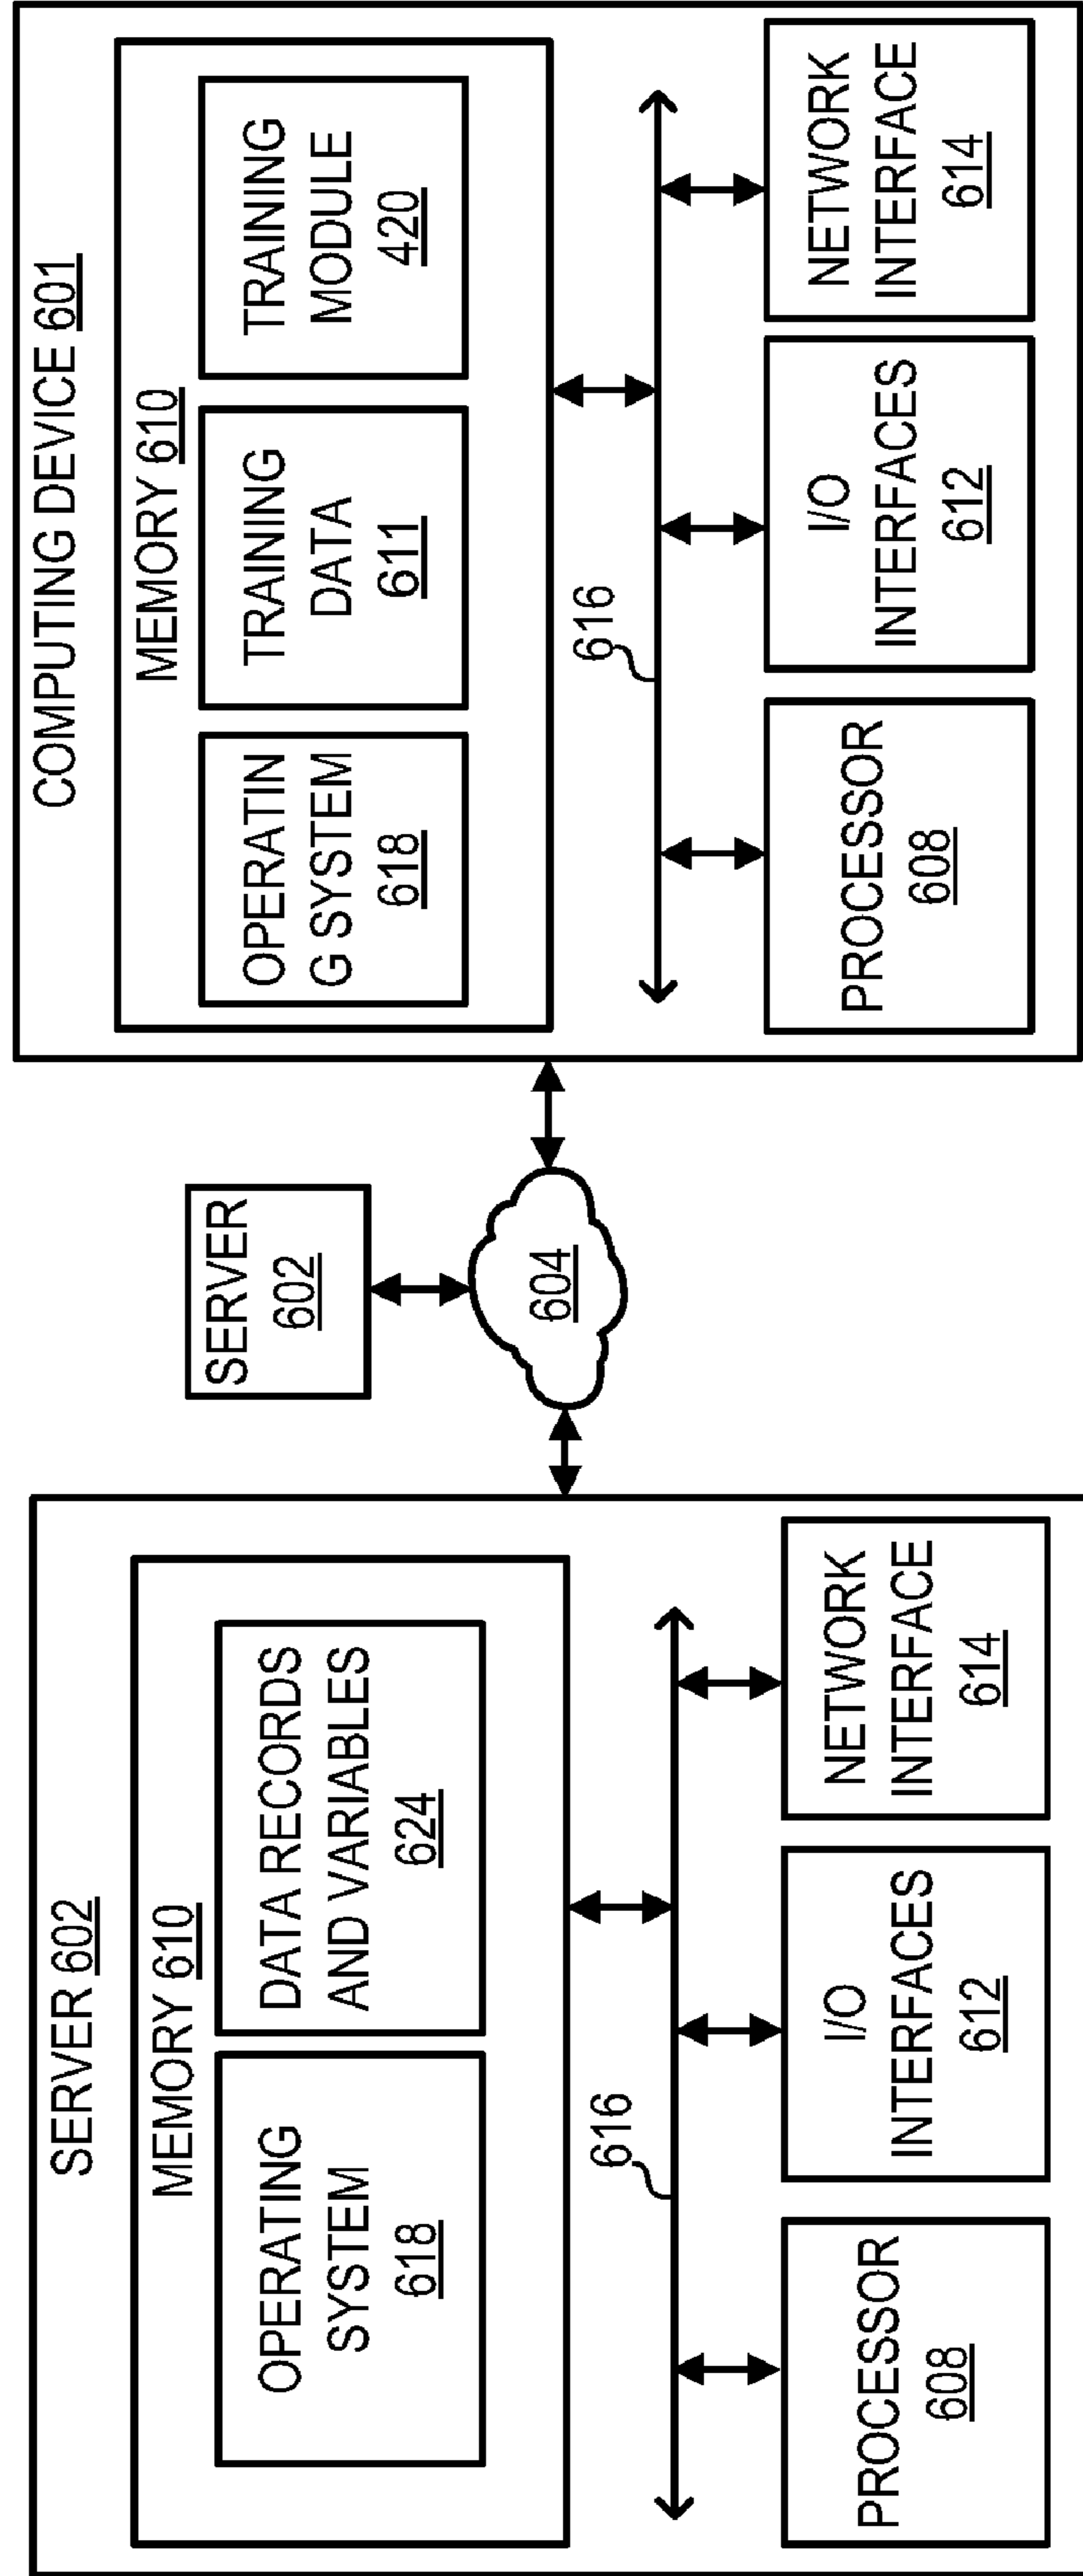 SERVER 602
MEMORY 610
OPERATING
SYSTEM
618
DATA RECORDS
AND VARIABLES
624
616
PROCESSOR
608
I/O
INTERFACES
612
NETWORK
INTERFACE
614
SERVER
602
604
COMPUTING DEVICE 601
MEMORY 610
OPERATIN
G SYSTEM
618
TRAINING
DATA
611
TRAINING
MODULE
420
616
PROCESSOR
608
I/O
INTERFACES
612
NETWORK
INTERFACE
614